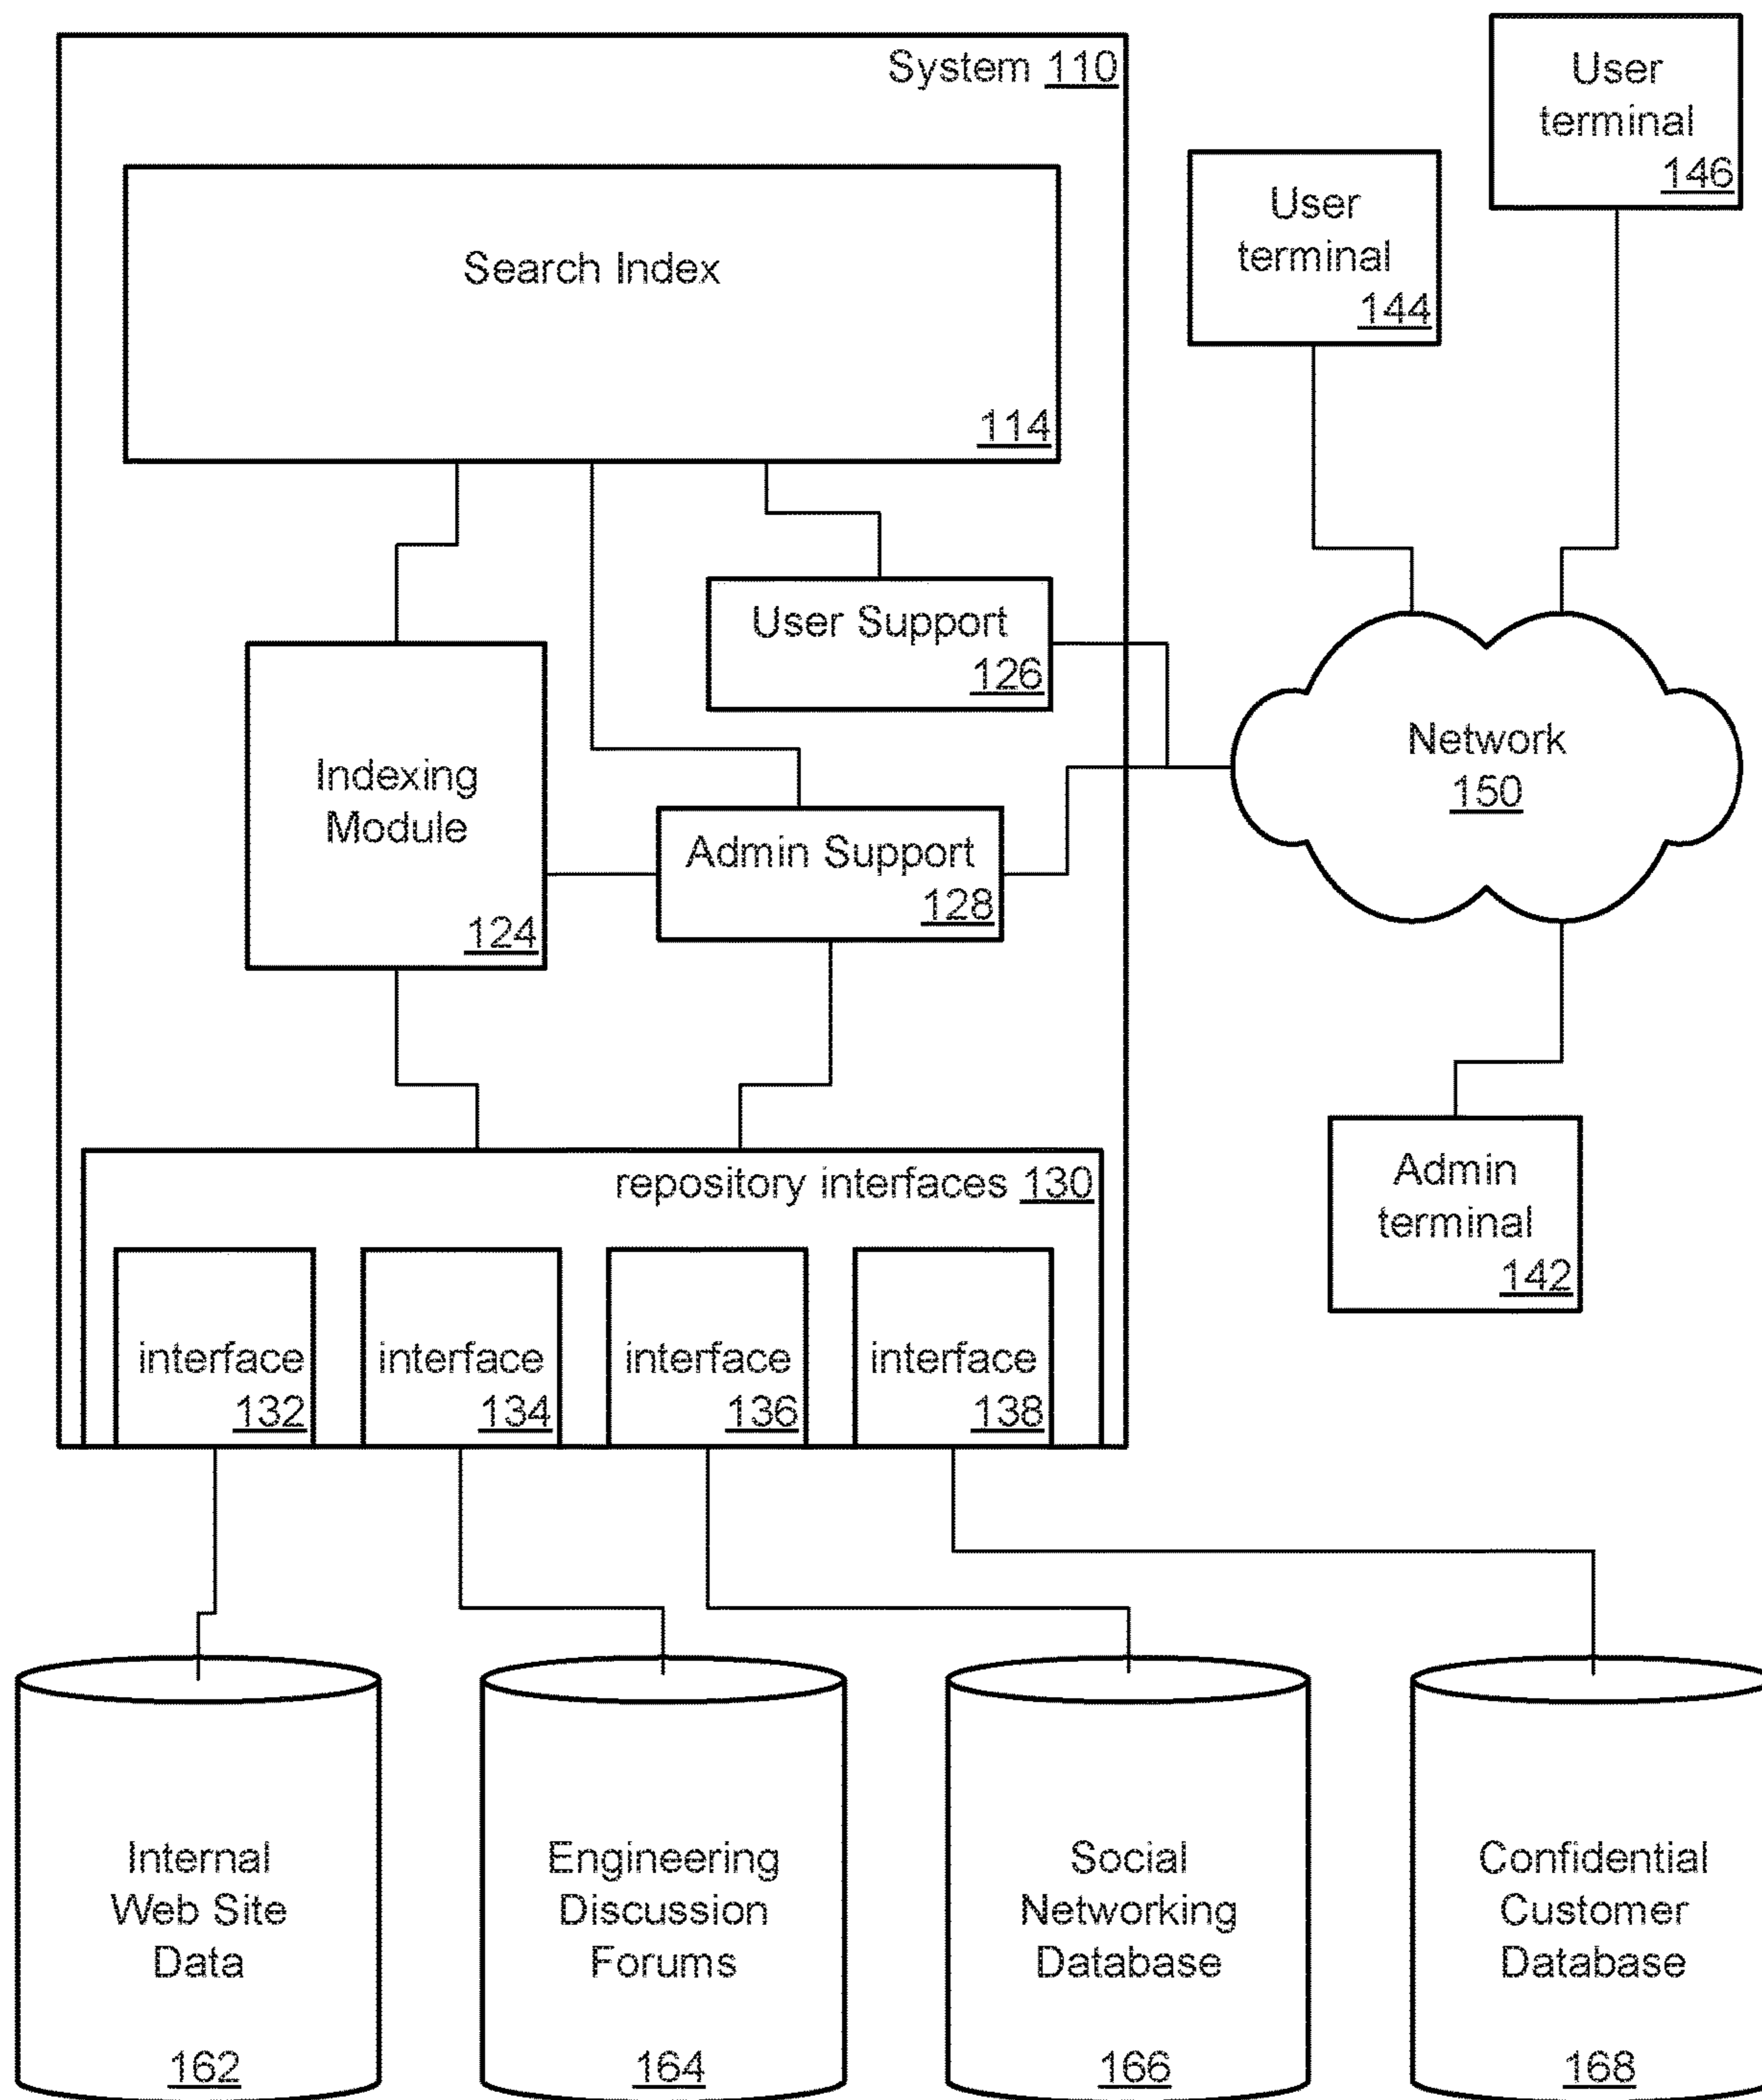 System 110
User
terminal
146
User
terminal
144
Search Index
114
User Support
126
Indexing
Module
124
Admin Support
128
Network
150
repository interfaces 130
Admin
terminal
142
interface
132
interface
134
interface
136
interface
138
Internal
Web Site
Data
162
Engineering
Discussion
Forums
164
Social
Networking
Database
166
Confidential
Customer
Database
168